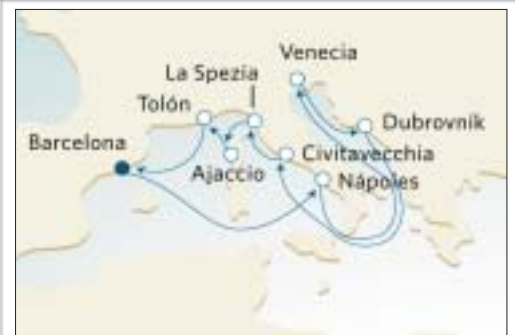 Venecia
La Spezia
Tolón
Dubrovnik
Barcelona
Civitavecchia
Ajaccio
Nápoles